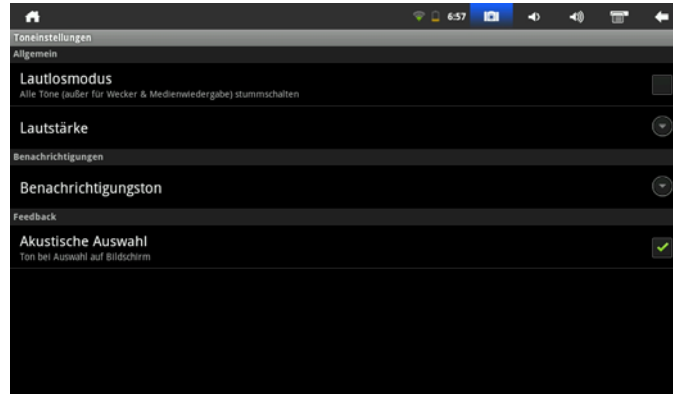 6:57
Toneinstellungen
Allgemein
Lautlosmodus
Alle Töne (außer für Wecker & Medienwiedergabe) stummschalten
Lautstärke
Benachrichtigungen
Benachrichtigungston
Feedback
Akustische Auswahl
Ton bei Auswahl auf Bildschirm